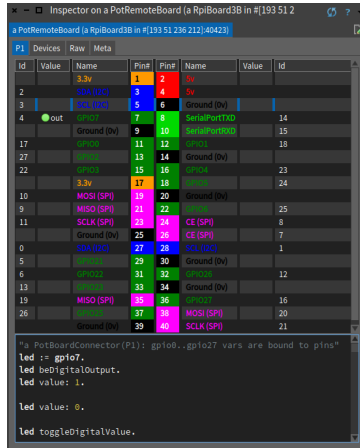 Inspector on a PotRemoteBoard (a RpiBoard3B in #[193 51 2
a PotRemoteBoard (a RpiBoard3B in #[193 51 236 212]:40423)
P1 Devices Raw Meta
Id Value Name Pin# Pin# Name Value Id
3.3v 1 2 5v
2 SDA (I2C) 3 4 5v
3 SCL (I2C) 5 6 Ground (0v)
4 out GPIO7 7 8 SerialPortTXD 14
Ground (0v) 9 10 SerialPortRXD 15
17 GPIO0 11 12 GPIO1 18
27 GPIO2 13 14 Ground (0v)
22 GPIO3 15 16 GPIO4 23
3.3v 17 18 GPIO5 24
10 MOSI (SPI) 19 20 Ground (0v)
9 MISO (SPI) 21 22 GPIO6 25
11 SCLK (SPI) 23 24 CE (SPI) 8
Ground (0v) 25 26 CE (SPI) 7
0 SDA (I2C) 27 28 SCL (I2C) 1
5 GPIO21 29 30 Ground (0v)
6 GPIO22 31 32 GPIO26 12
13 GPIO23 33 34 Ground (0v)
19 MISO (SPI) 35 36 GPIO27 16
26 GPIO25 37 38 MOSI (SPI) 20
Ground (0v) 39 40 SCLK (SPI) 21
"a PotBoardConnector(P1): gpio0..gpio27 vars are bound to pins"
led := gpio7.
led beDigitalOutput.
led value: 1.
led value: 0.
led toggleDigitalValue.